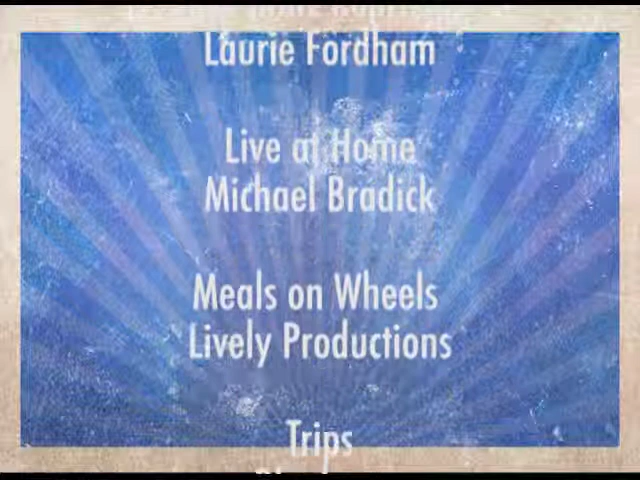 Laurie Fordham
Live at Home
Michael Bradick
Meals on Wheels
Lively Productions
Trips